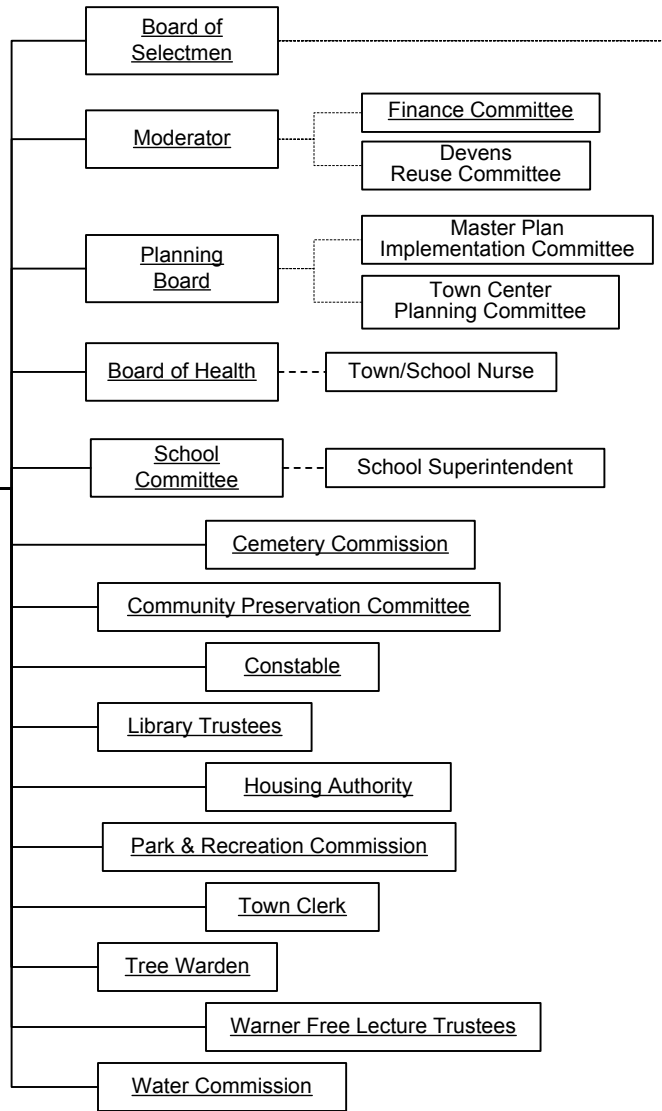 Board of
Selectmen
Moderator
Finance Committee
Devens
Reuse Committee
Planning
Board
Master Plan
Implementation Committee
Town Center
Planning Committee
Board of Health
Town/School Nurse
School
Committee
School Superintendent
Cemetery Commission
Community Preservation Committee
Constable
Library Trustees
Housing Authority
Park & Recreation Commission
Town Clerk
Tree Warden
Warner Free Lecture Trustees
Water Commission